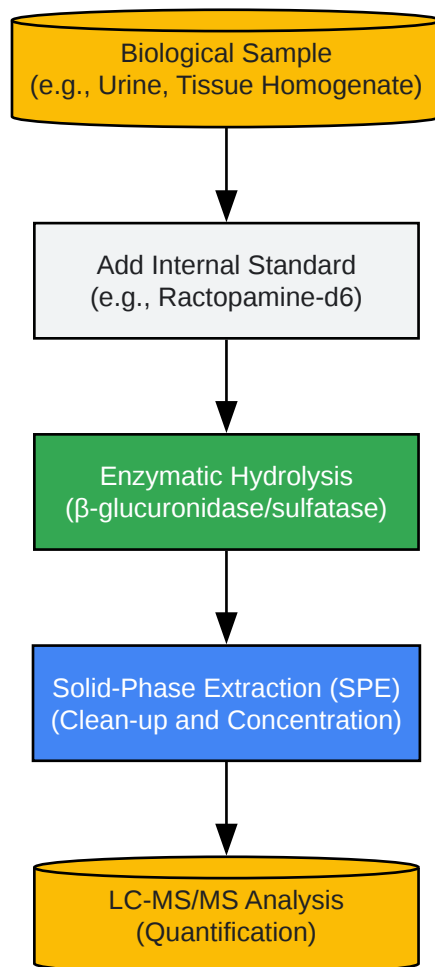 Biological Sample
(e.g., Urine, Tissue Homogenate)
Add Internal Standard
(e.g., Ractopamine-d6)
Enzymatic Hydrolysis
(β-glucuronidase/sulfatase)
Solid-Phase Extraction (SPE)
(Clean-up and Concentration)
LC-MS/MS Analysis
(Quantification)